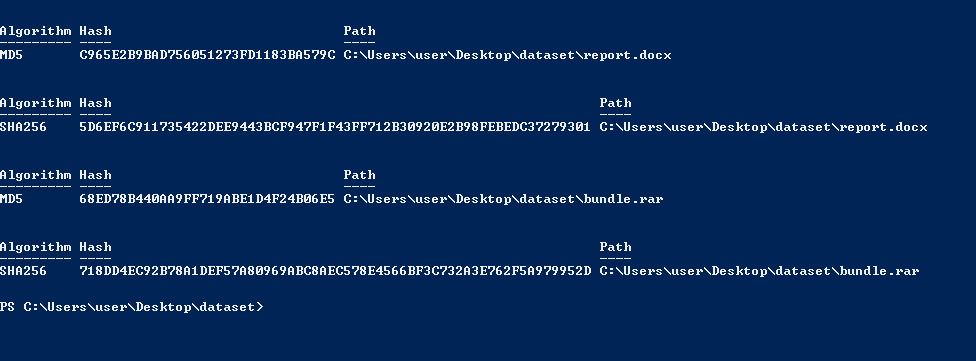 Algorithm Hash Path
--------- ---- ----
MD5 C965E2B9BAD756051273FD1183BA579C C:\Users\user\Desktop\dataset\report.docx
Algorithm Hash Path
--------- ---- ----
SHA256 5D6EF6C911735422DEE9443BCF947F1F43FF712B30920E2B98FEBEDC37279301 C:\Users\user\Desktop\dataset\report.docx
Algorithm Hash Path
--------- ---- ----
MD5 68ED78B440AA9FF719ABE1D4F24B06E5 C:\Users\user\Desktop\dataset\bundle.rar
Algorithm Hash Path
--------- ---- ----
SHA256 718DD4EC92B78A1DEF57A80969ABC8AEC578E4566BF3C732A3E762F5A979952D C:\Users\user\Desktop\dataset\bundle.rar
PS C:\Users\user\Desktop\dataset>